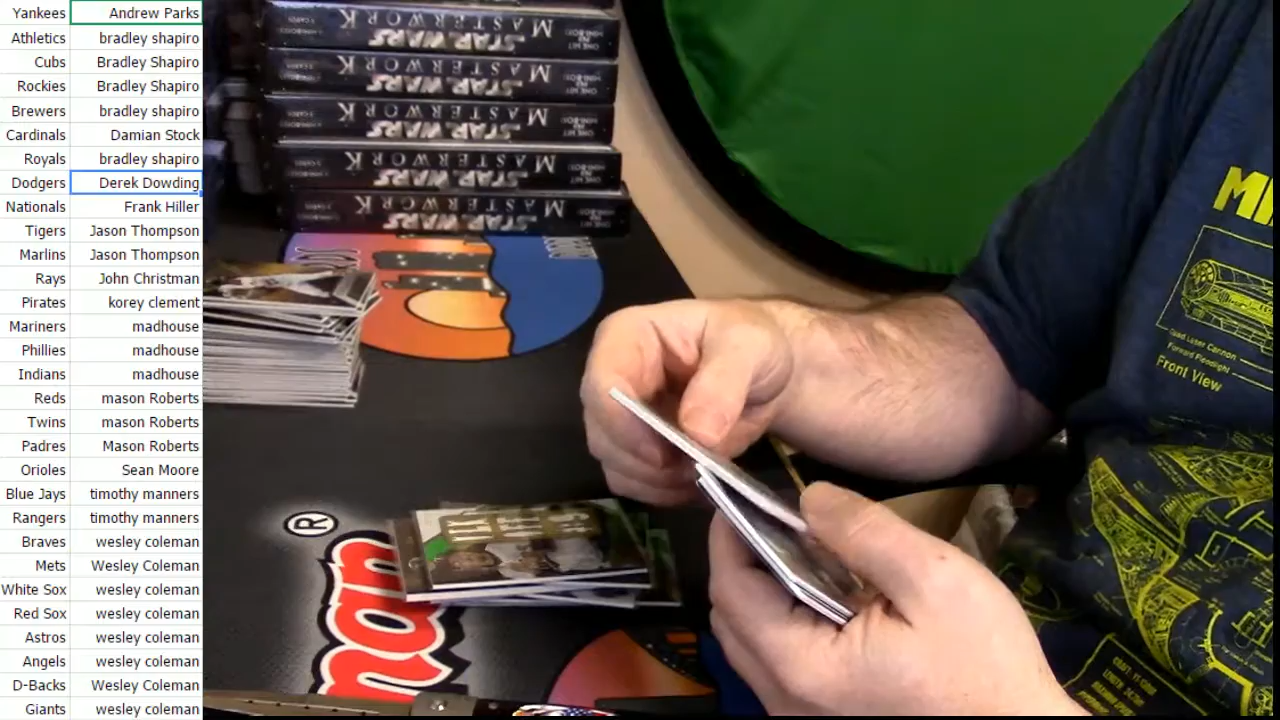 Yankees Andrew Parks
Athletics bradley shapiro
Cubs Bradley Shapiro
Rockies Bradley Shapiro
Brewers bradley shapiro
Cardinals Damian Stock
Royals bradley shapiro
Dodgers Derek Dowding
Nationals Frank Hiller
Tigers Jason Thompson
Marlins Jason Thompson
Rays John Christman
Pirates korey clement
Mariners madhouse
Phillies madhouse
Indians madhouse
Reds mason Roberts
Twins mason Roberts
Padres Mason Roberts
Orioles Sean Moore
Blue Jays timothy manners
Rangers timothy manners
Braves wesley coleman
Mets Wesley Coleman
White Sox wesley coleman
Red Sox wesley coleman
Astros wesley coleman
Angels wesley coleman
D-Backs Wesley Coleman
Giants wesley coleman
STAR WARS MASTERWORK
STAR WARS MASTERWORK
STAR WARS MASTERWORK
STAR WARS MASTERWORK
STAR WARS MASTERWORK
Quad Laser Cannon
Forward Floodlight
Front View
®